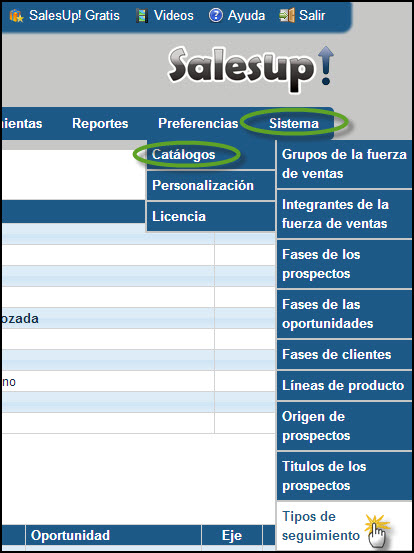 SalesUp! Gratis Videos Ayuda Salir
Salesup!
ientas Reportes Preferencias Sistema
Catálogos
Personalización
Licencia
Grupos de la fuerza
de ventas
Integrantes de la
fuerza de ventas
Fases de los
prospectos
Fases de las
oportunidades
Fases de clientes
Líneas de producto
Origen de
prospectos
Titulos de los
prospectos
Tipos de
seguimiento
ozada
no
Oportunidad Eje